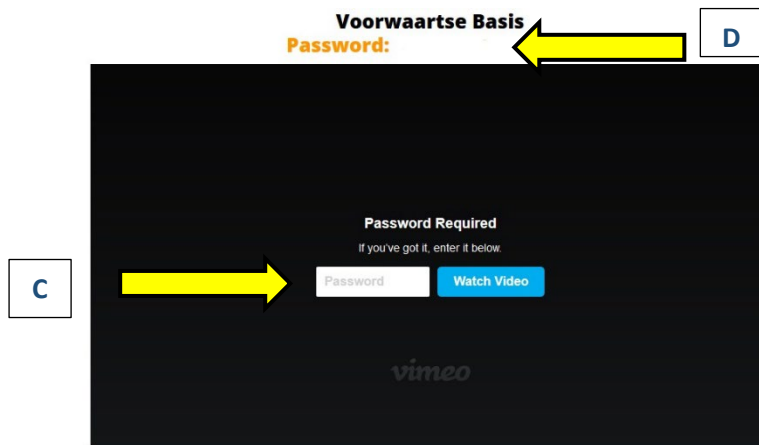 Voorwaartse Basis
D
Password:
Password Required
If you've got it, enter it below.
C
Password
Watch Video
vimeo